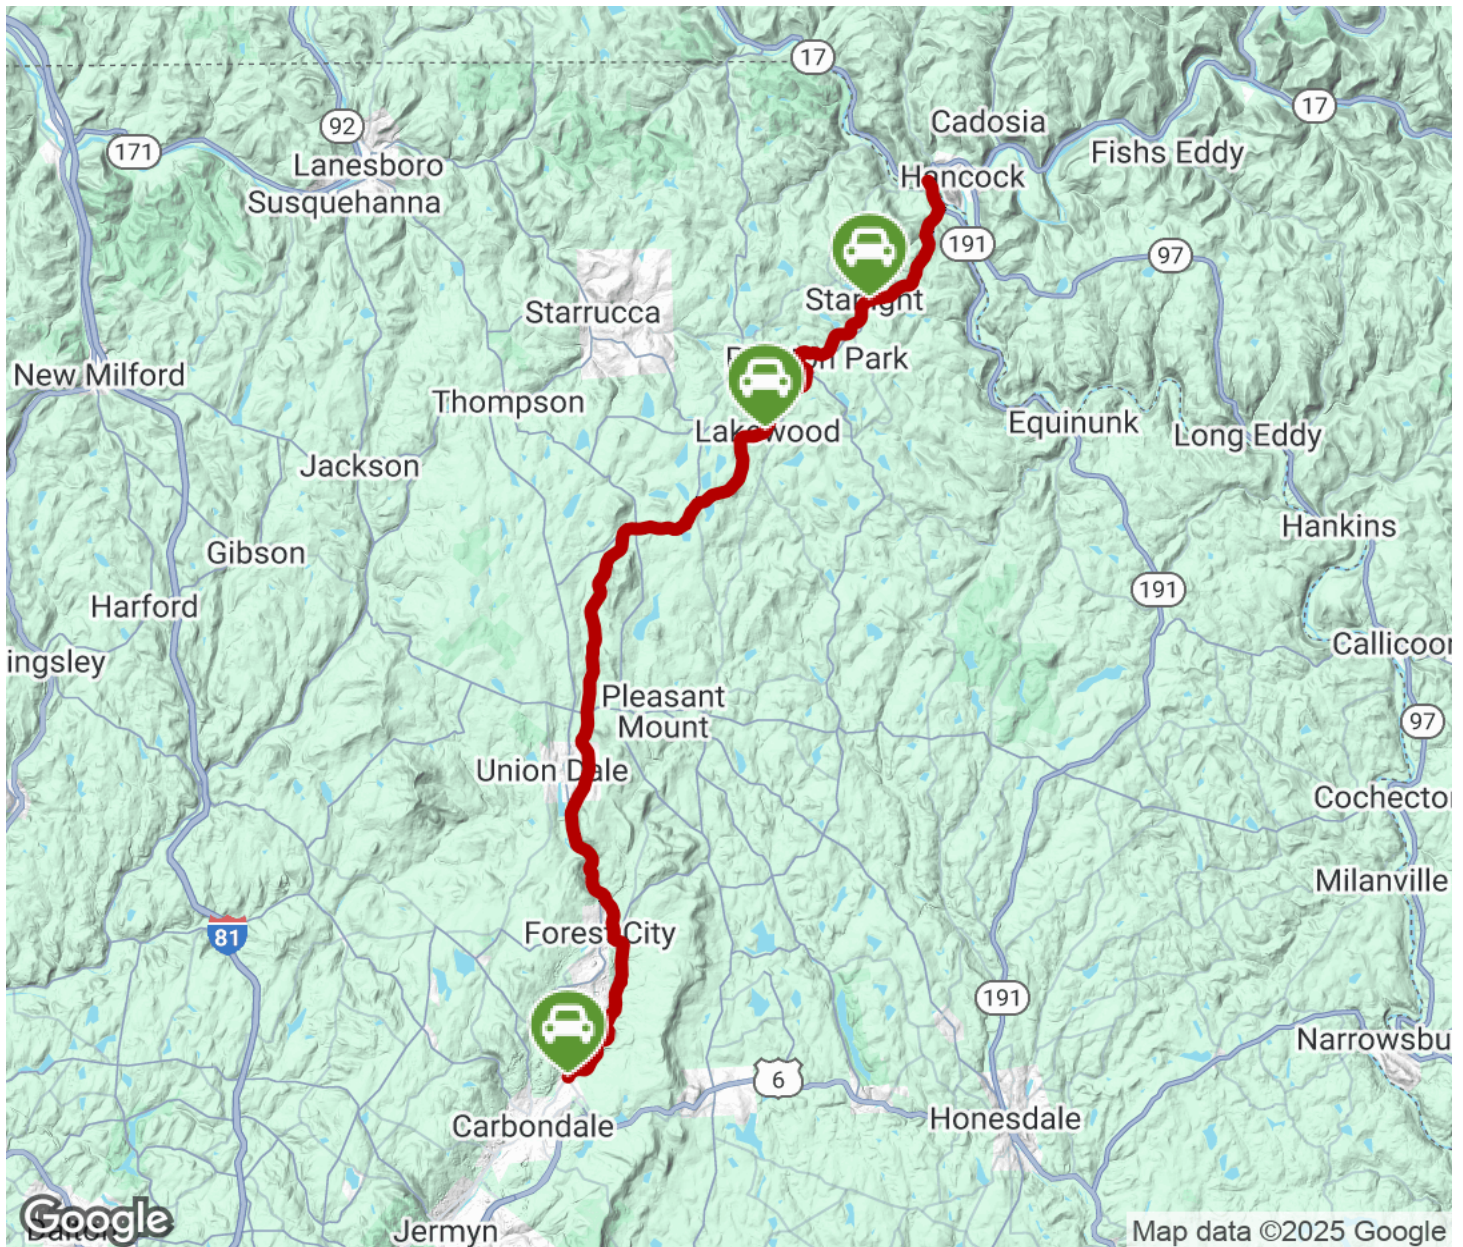 17
Cadosia
17
92
171
Fishs Eddy
Lanesboro
Hancock
Susquehanna
191
97
Starrucca
New Milford
Park
Thompson
Equinunk
Lakewood
Long Eddy
Jackson
Hankins
Gibson
191
Harford
Callicoon
ingsley
Pleasant
Mount
97
Union Dale
Cochecto
Milanville
Forest City
81
191
Narrowsbu
6
Carbondale
Honesdale
Google
Jermyn
Map data ©2025 Google